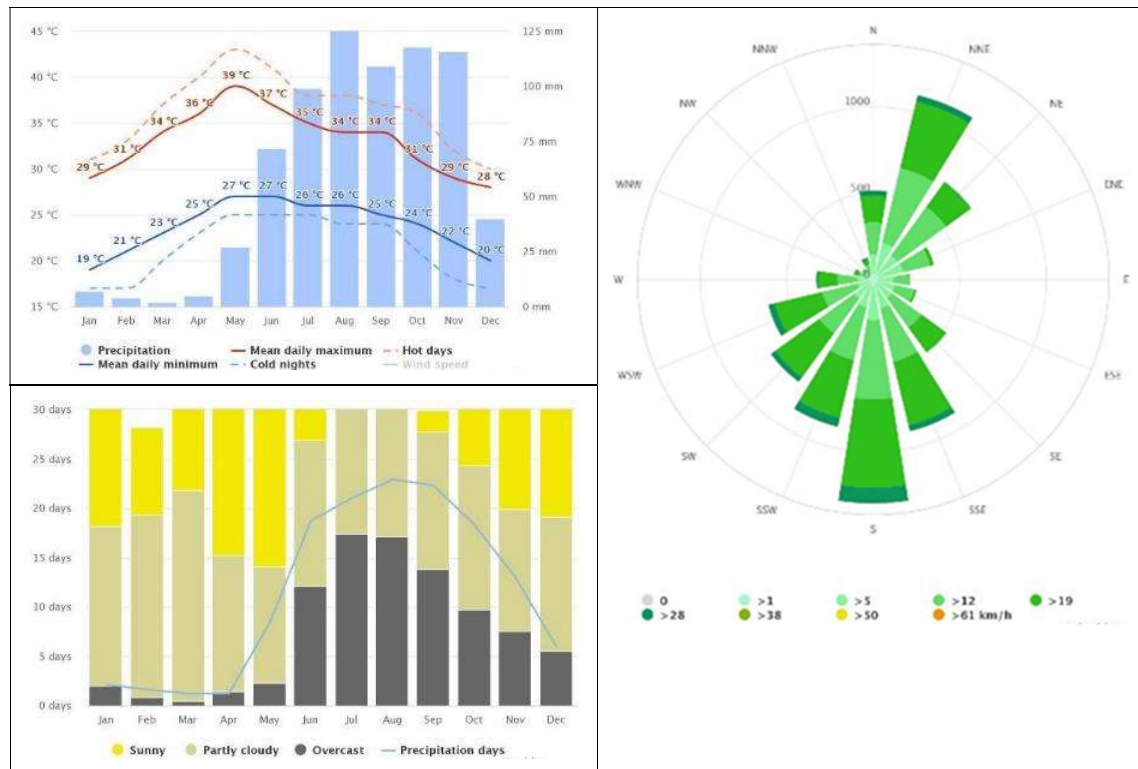 45 °C
125 mm
40 °C
39 °C
37 °C
100 mm
36 °C
35 °C
34 °C
35 °C
34 °C
34 °C
31 °C
31 °C
75 mm
30 °C
29 °C
29 °C
28 °C
27 °C
27 °C
26 °C
26 °C
50 mm
25 °C
25 °C
25 °C
24 °C
23 °C
22 °C
21 °C
20 °C
25 mm
20 °C
19 °C
15 °C
0 mm
Jan Feb Mar Apr May Jun Jul Aug Sep Oct Nov Dec
Precipitation Mean daily maximum Hot days
Mean daily minimum Cold nights Wind speed
30 days
25 days
20 days
15 days
10 days
5 days
0 days
Jan Feb Mar Apr May Jun Jul Aug Sep Oct Nov Dec
Sunny Partly cloudy Overcast Precipitation days
N
NNW NNE
NW NE
1000
500
WNW ENE
0
W E
WSW ESE
SW SE
SSW SSE
S
0 >1 >5 >12 >19
>28 >38 >50 >61 km/h